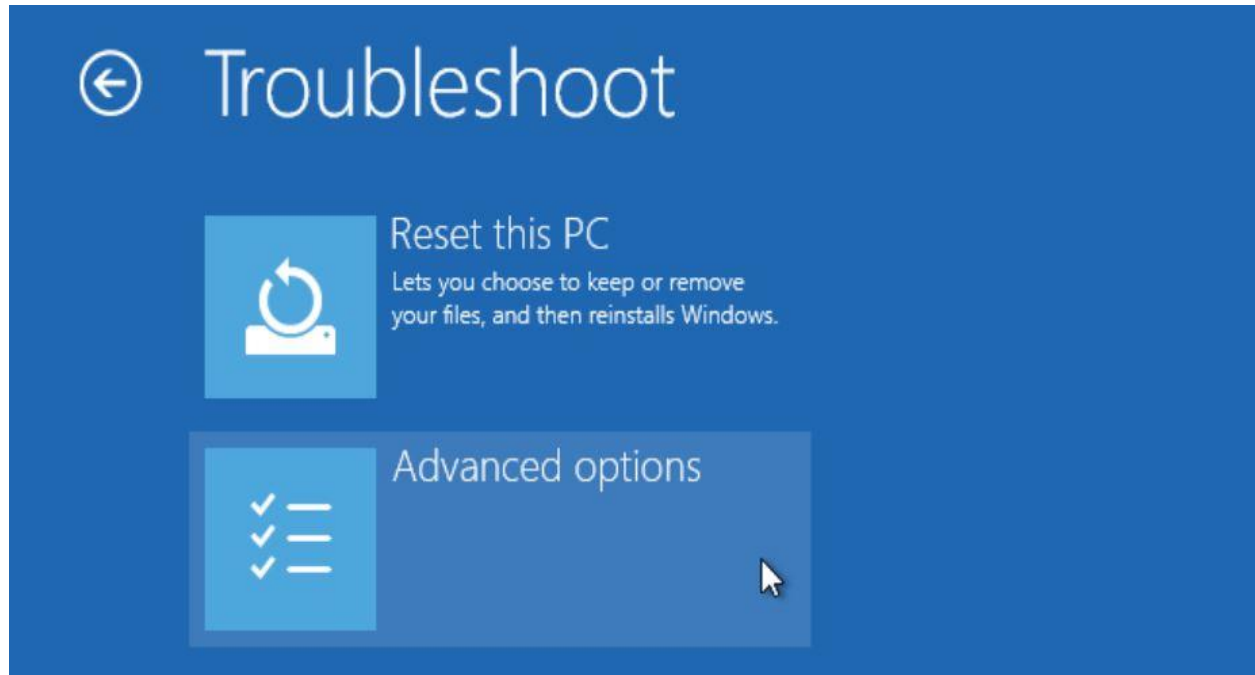 Troubleshoot
Reset this PC
Lets you choose to keep or remove
your files, and then reinstalls Windows.
Advanced options